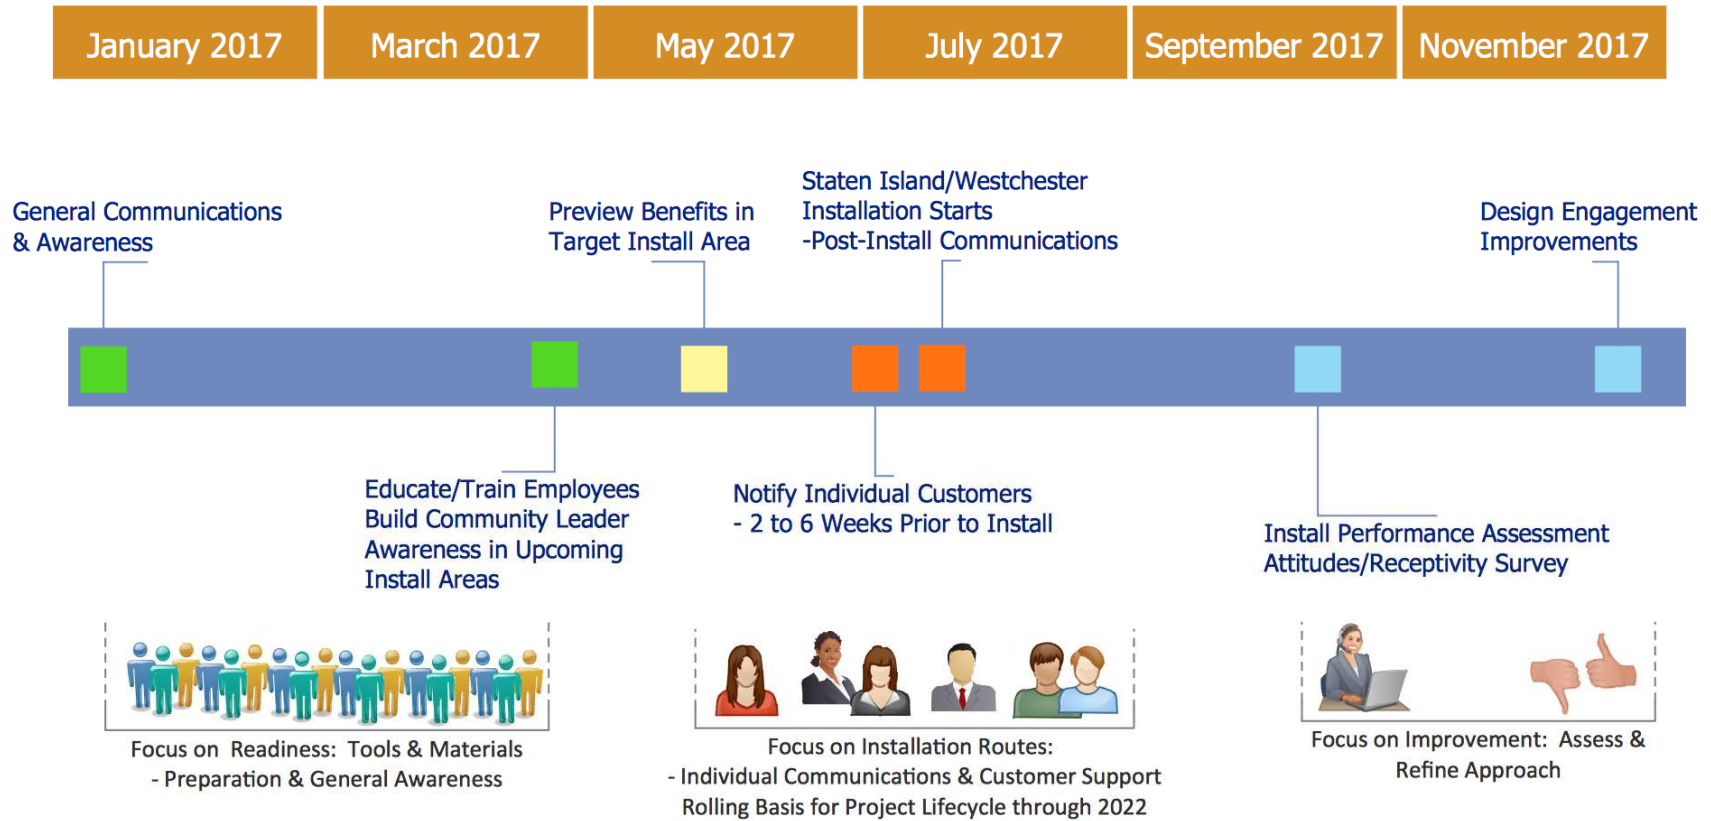 January 2017
March 2017
May 2017
July 2017
September 2017
November 2017
General Communications
& Awareness
Preview Benefits in
Target Install Area
Staten Island/Westchester
Installation Starts
-Post-Install Communications
Design Engagement
Improvements
Educate/Train Employees
Build Community Leader
Awareness in Upcoming
Install Areas
Notify Individual Customers
- 2 to 6 Weeks Prior to Install
Install Performance Assessment
Attitudes/Receptivity Survey
Focus on Readiness: Tools & Materials
- Preparation & General Awareness
Focus on Installation Routes:
- Individual Communications & Customer Support
Rolling Basis for Project Lifecycle through 2022
Focus on Improvement: Assess &
Refine Approach